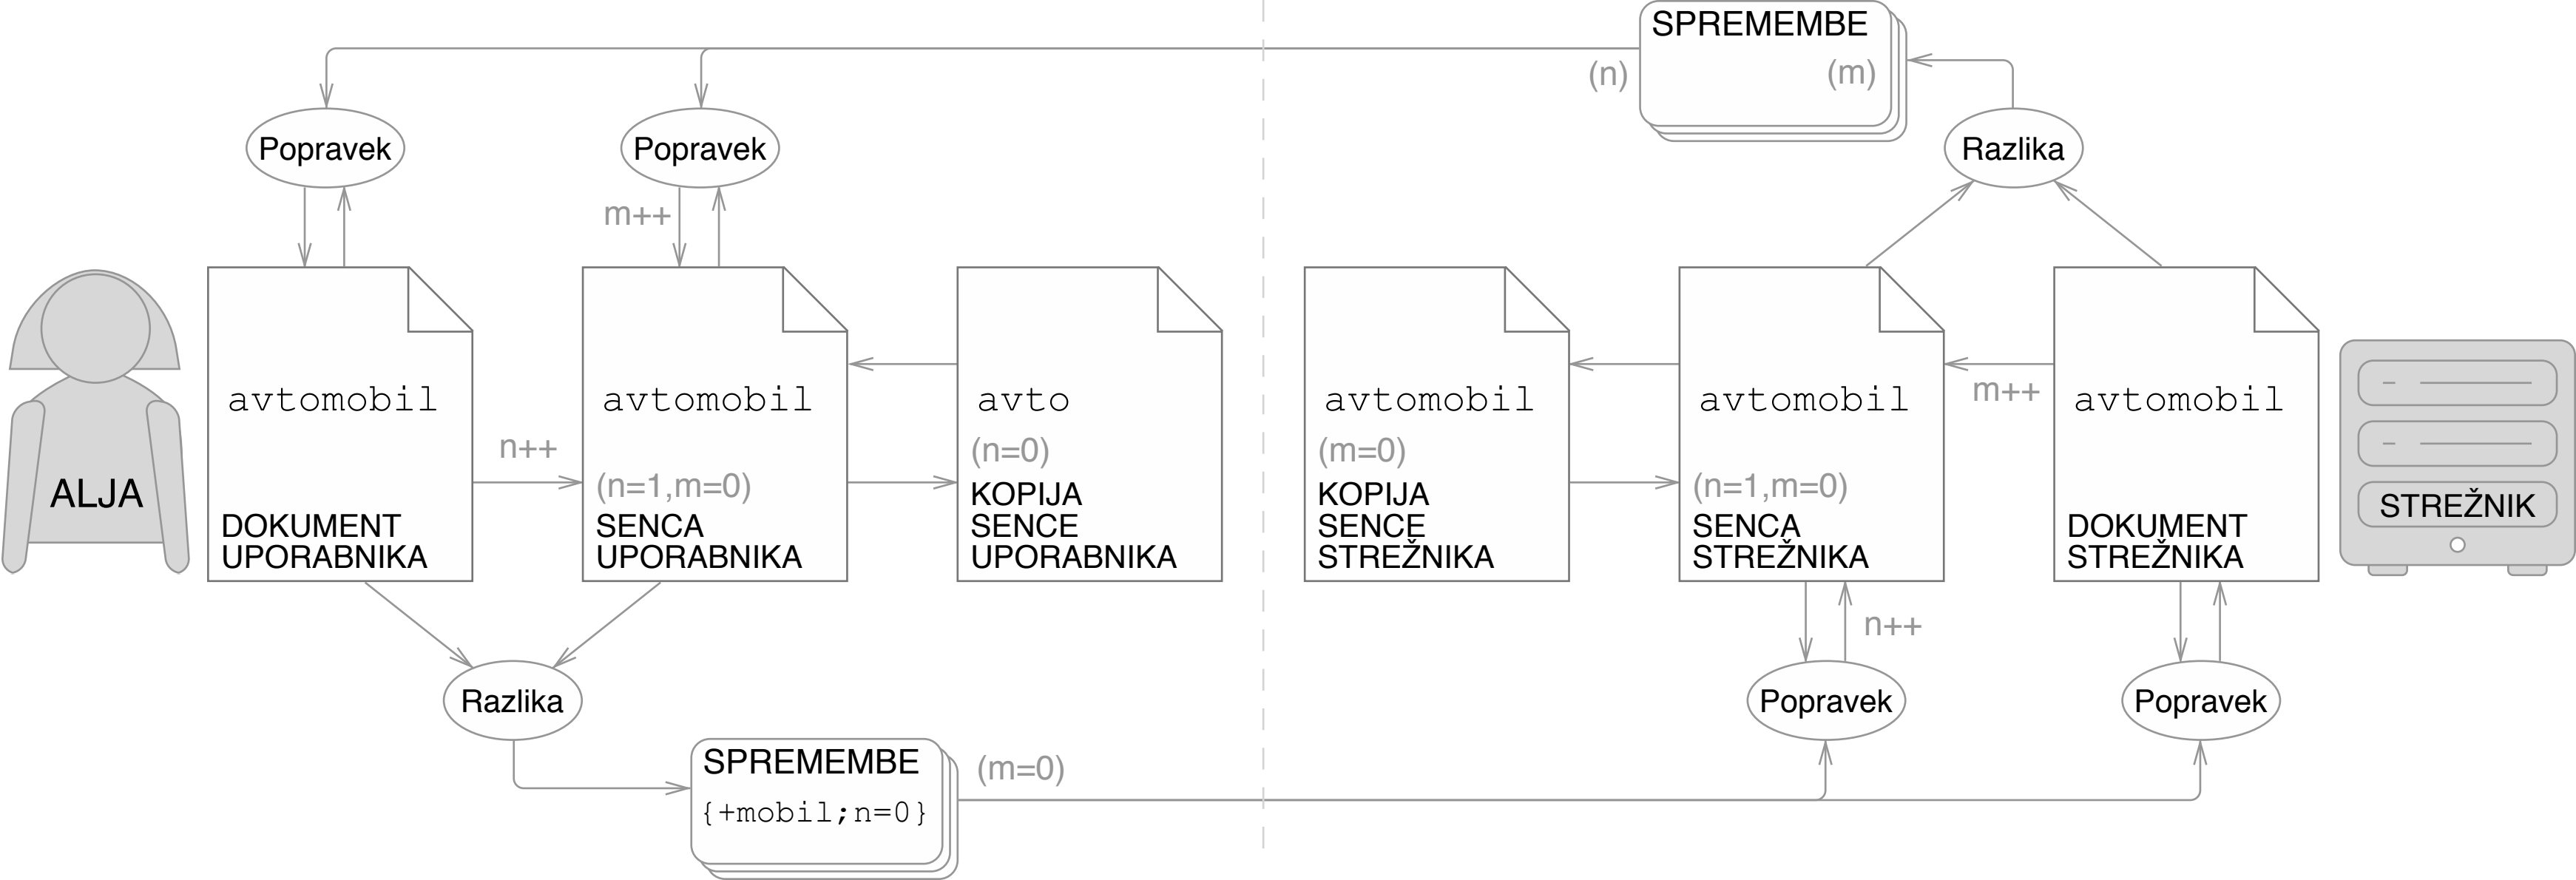 SPREMEMBE
(n)
(m)
Popravek
Popravek
Razlika
m++
avtomobil
avtomobil
avto
avtomobil
avtomobil
m++
avtomobil
n++
(n=0)
(m=0)
(n=1,m=0)
(n=1,m=0)
ALJA
DOKUMENT
UPORABNIKA
SENCA
UPORABNIKA
KOPIJA
SENCE
UPORABNIKA
KOPIJA
SENCE
STREŽNIKA
SENCA
STREŽNIKA
DOKUMENT
STREŽNIKA
STREŽNIK
n++
Razlika
Popravek
Popravek
SPREMEMBE
{+mobil;n=0}
(m=0)